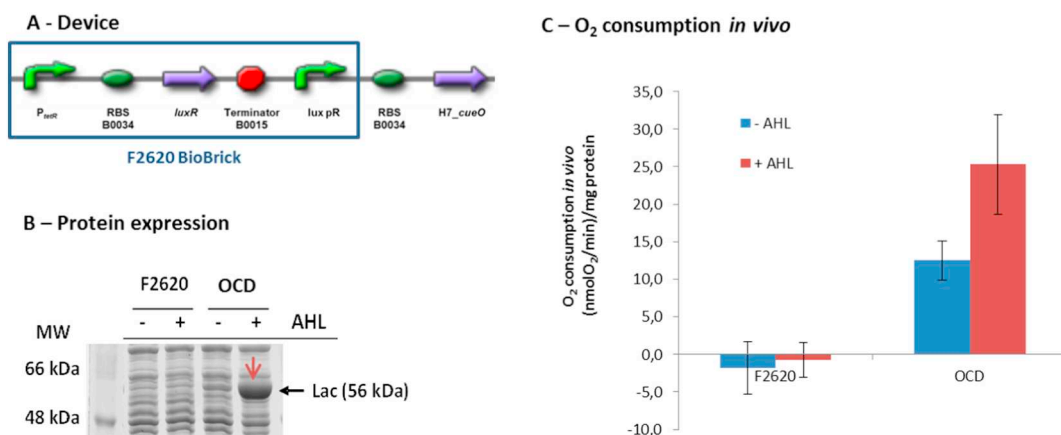 A - Device
P tetR
RBS
B0034
luxR
Terminator
B0015
lux pR
RBS
B0034
H7_cueO
F2620 BioBrick
B – Protein expression
F2620 OCD
MW - + - + AHL
66 kDa
Lac (56 kDa)
48 kDa
C – O₂ consumption in vivo
O₂ consumption in vivo
(nmolO₂/min)/mg protein
35,0
30,0
25,0
20,0
15,0
10,0
5,0
0,0
-5,0
-10,0
- AHL
+ AHL
F2620 OCD